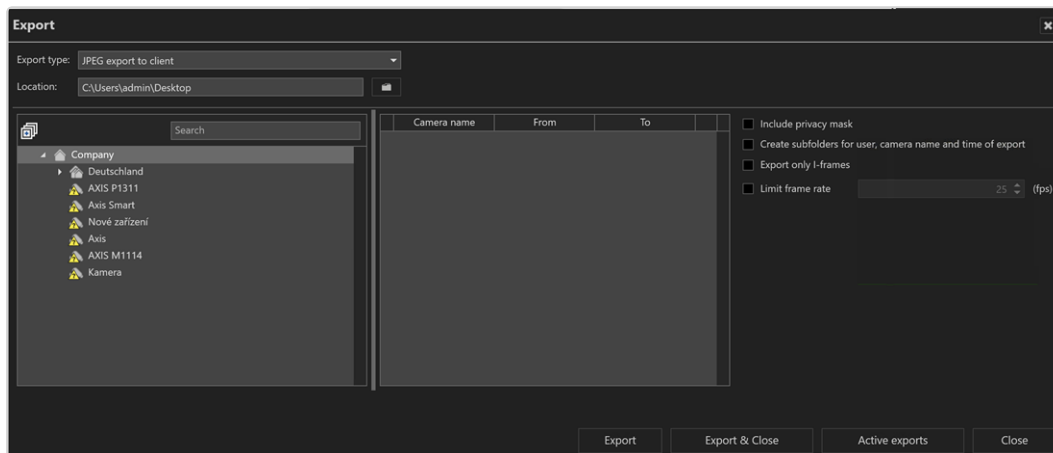 Export
Export type: JPEG export to client
Location: C:\Users\admin\Desktop
Search
Company
Deutschland
AXIS P1311
Axis Smart
Nové zařízení
Axis
AXIS M1114
Kamera
Camera name From To
Include privacy mask
Create subfolders for user, camera name and time of export
Export only I-frames
Limit frame rate 25 (fps)
Export Export & Close Active exports Close